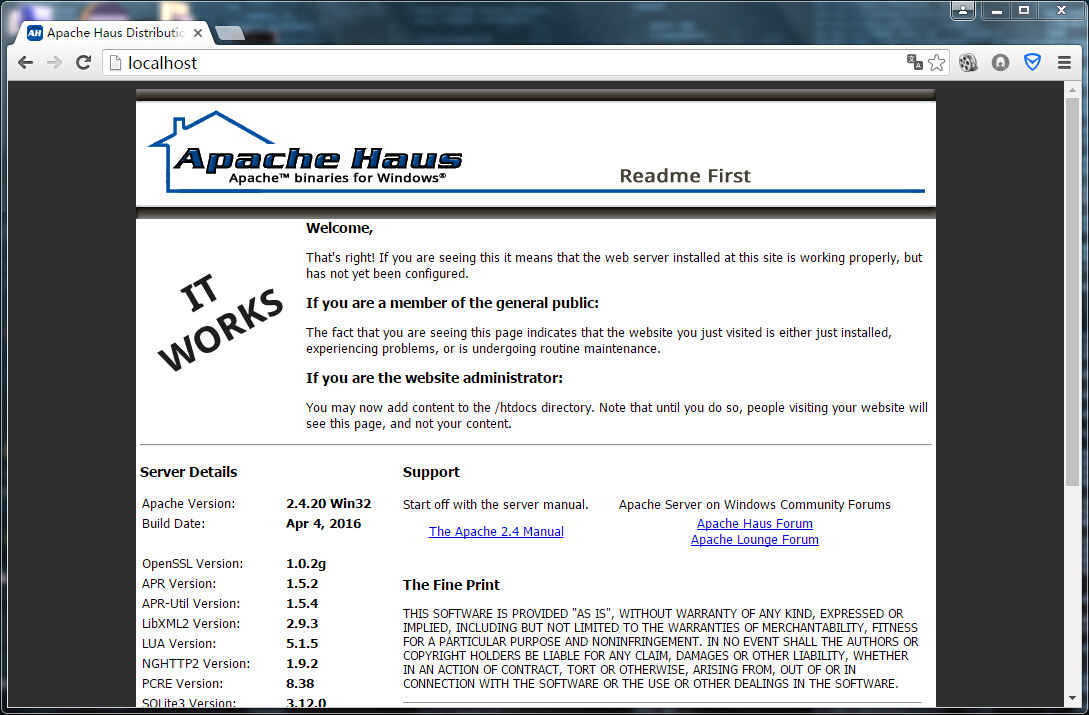 AH Apache Haus Distributio
localhost
Apache Haus
Apache™ binaries for Windows®
Readme First
IT
WORKS
Welcome,
That's right! If you are seeing this it means that the web server installed at this site is working properly, but
has not yet been configured.
If you are a member of the general public:
The fact that you are seeing this page indicates that the website you just visited is either just installed,
experiencing problems, or is undergoing routine maintenance.
If you are the website administrator:
You may now add content to the /htdocs directory. Note that until you do so, people visiting your website will
see this page, and not your content.
Server Details
Apache Version: 2.4.20 Win32
Build Date: Apr 4, 2016
OpenSSL Version: 1.0.2g
APR Version: 1.5.2
APR-Util Version: 1.5.4
LibXML2 Version: 2.9.3
LUA Version: 5.1.5
NGHTTP2 Version: 1.9.2
PCRE Version: 8.38
SQLite3 Version: 3.12.0
Support
Start off with the server manual.
The Apache 2.4 Manual
Apache Server on Windows Community Forums
Apache Haus Forum
Apache Lounge Forum
The Fine Print
THIS SOFTWARE IS PROVIDED "AS IS", WITHOUT WARRANTY OF ANY KIND, EXPRESSED OR
IMPLIED, INCLUDING BUT NOT LIMITED TO THE WARRANTIES OF MERCHANTABILITY, FITNESS
FOR A PARTICULAR PURPOSE AND NONINFRINGEMENT. IN NO EVENT SHALL THE AUTHORS OR
COPYRIGHT HOLDERS BE LIABLE FOR ANY CLAIM, DAMAGES OR OTHER LIABILITY, WHETHER
IN AN ACTION OF CONTRACT, TORT OR OTHERWISE, ARISING FROM, OUT OF OR IN
CONNECTION WITH THE SOFTWARE OR THE USE OR OTHER DEALINGS IN THE SOFTWARE.